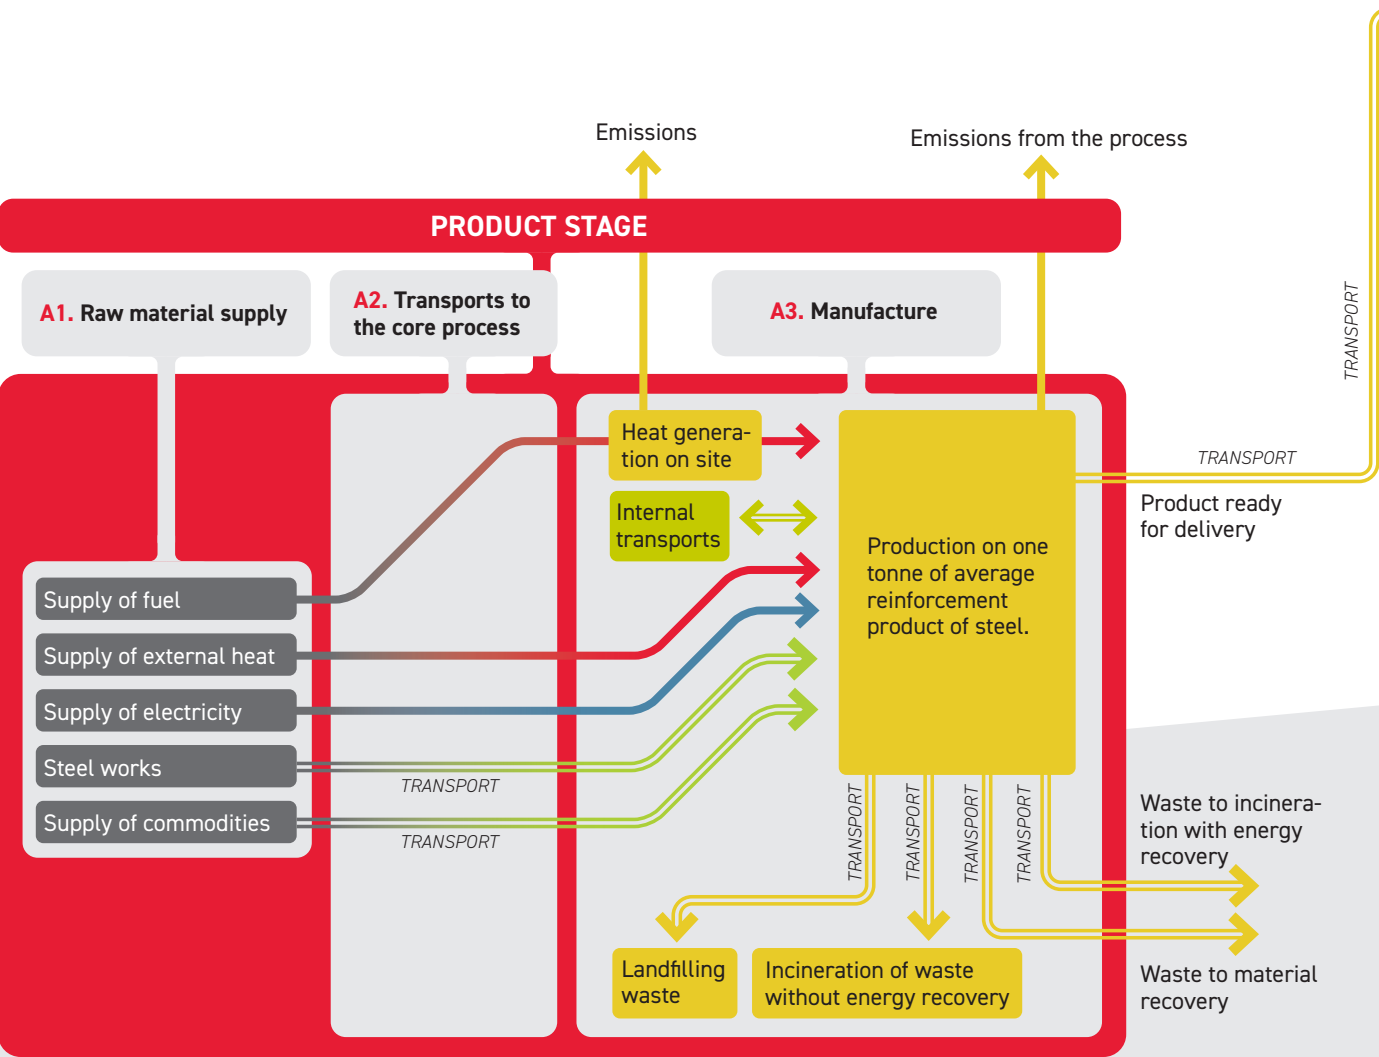 Emissions
Emissions from the process
PRODUCT STAGE
A1. Raw material supply
A2. Transports to
the core process
A3. Manufacture
TRANSPORT
Heat genera-
tion on site
TRANSPORT
Internal
transports
Product ready
for delivery
Production on one
tonne of average
reinforcement
product of steel.
Supply of fuel
Supply of external heat
Supply of electricity
Steel works
TRANSPORT
Supply of commodities
TRANSPORT
TRANSPORT
TRANSPORT
TRANSPORT
TRANSPORT
Waste to incinera-
tion with energy
recovery
Landfilling
waste
Incineration of waste
without energy recovery
Waste to material
recovery